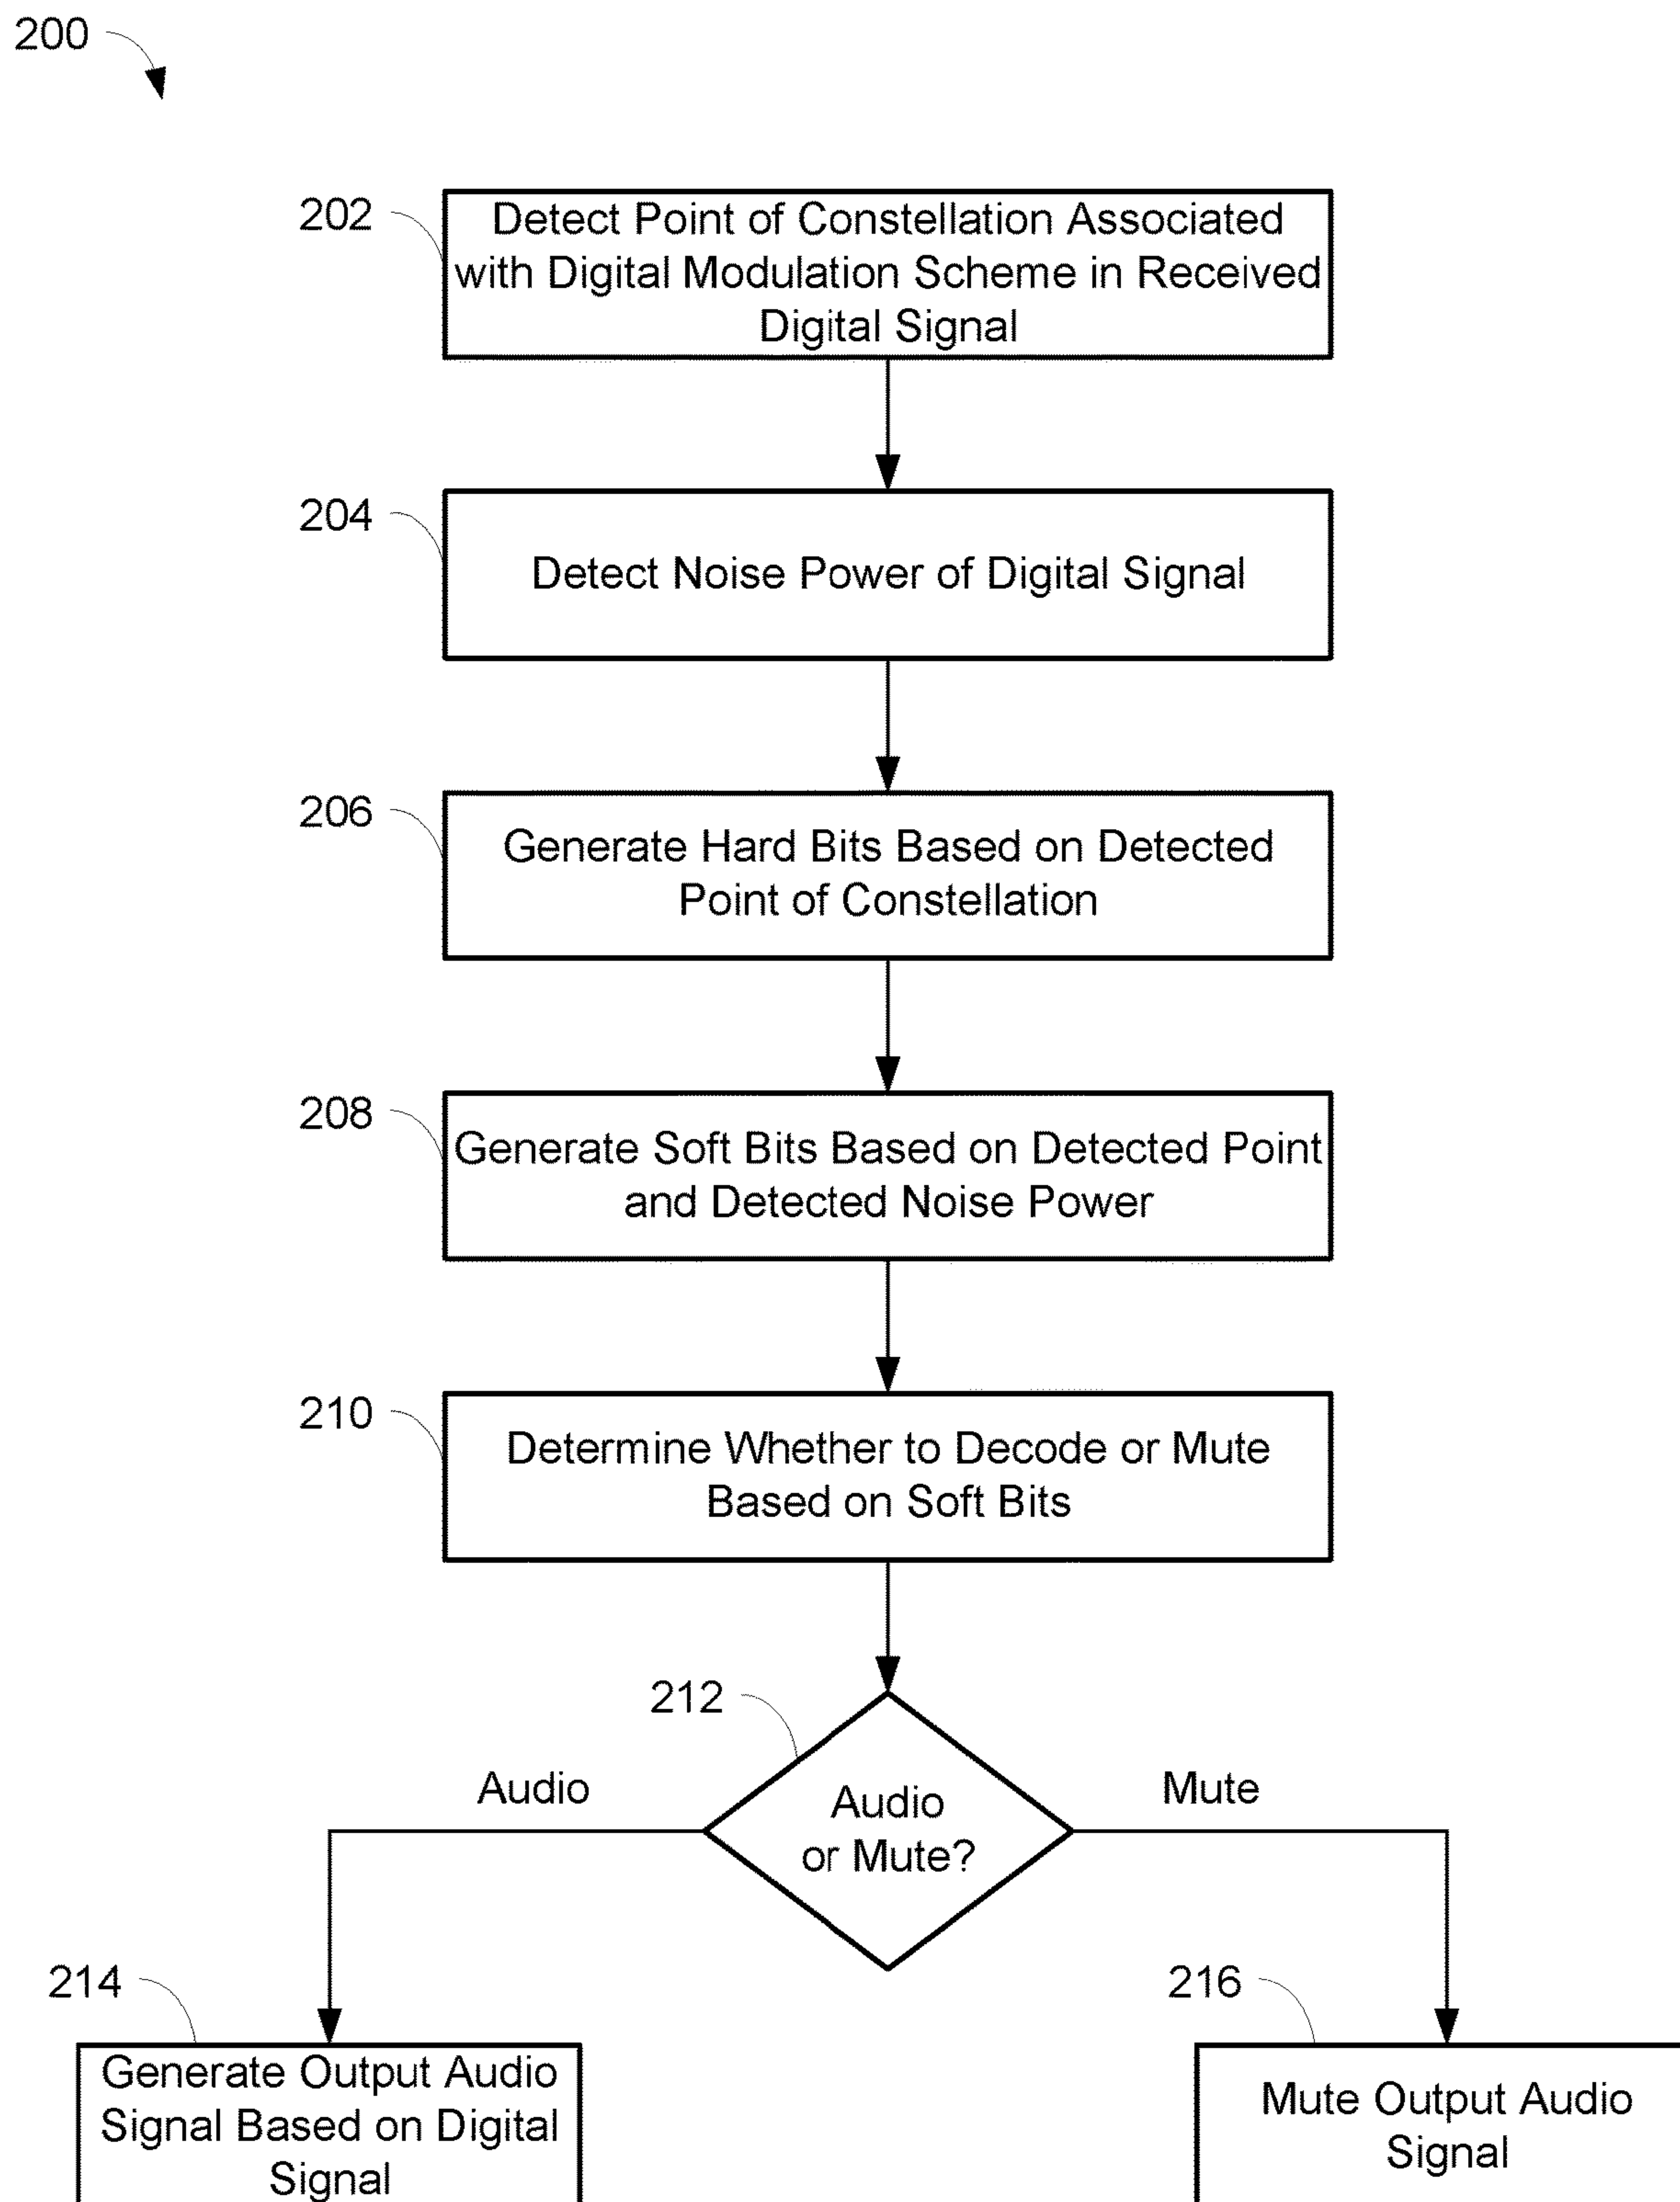 200
202
Detect Point of Constellation Associated
with Digital Modulation Scheme in Received
Digital Signal
204
Detect Noise Power of Digital Signal
206
Generate Hard Bits Based on Detected
Point of Constellation
208
Generate Soft Bits Based on Detected Point
and Detected Noise Power
210
Determine Whether to Decode or Mute
Based on Soft Bits
212
Audio
Audio
or Mute?
Mute
214
Generate Output Audio
Signal Based on Digital
Signal
216
Mute Output Audio
Signal